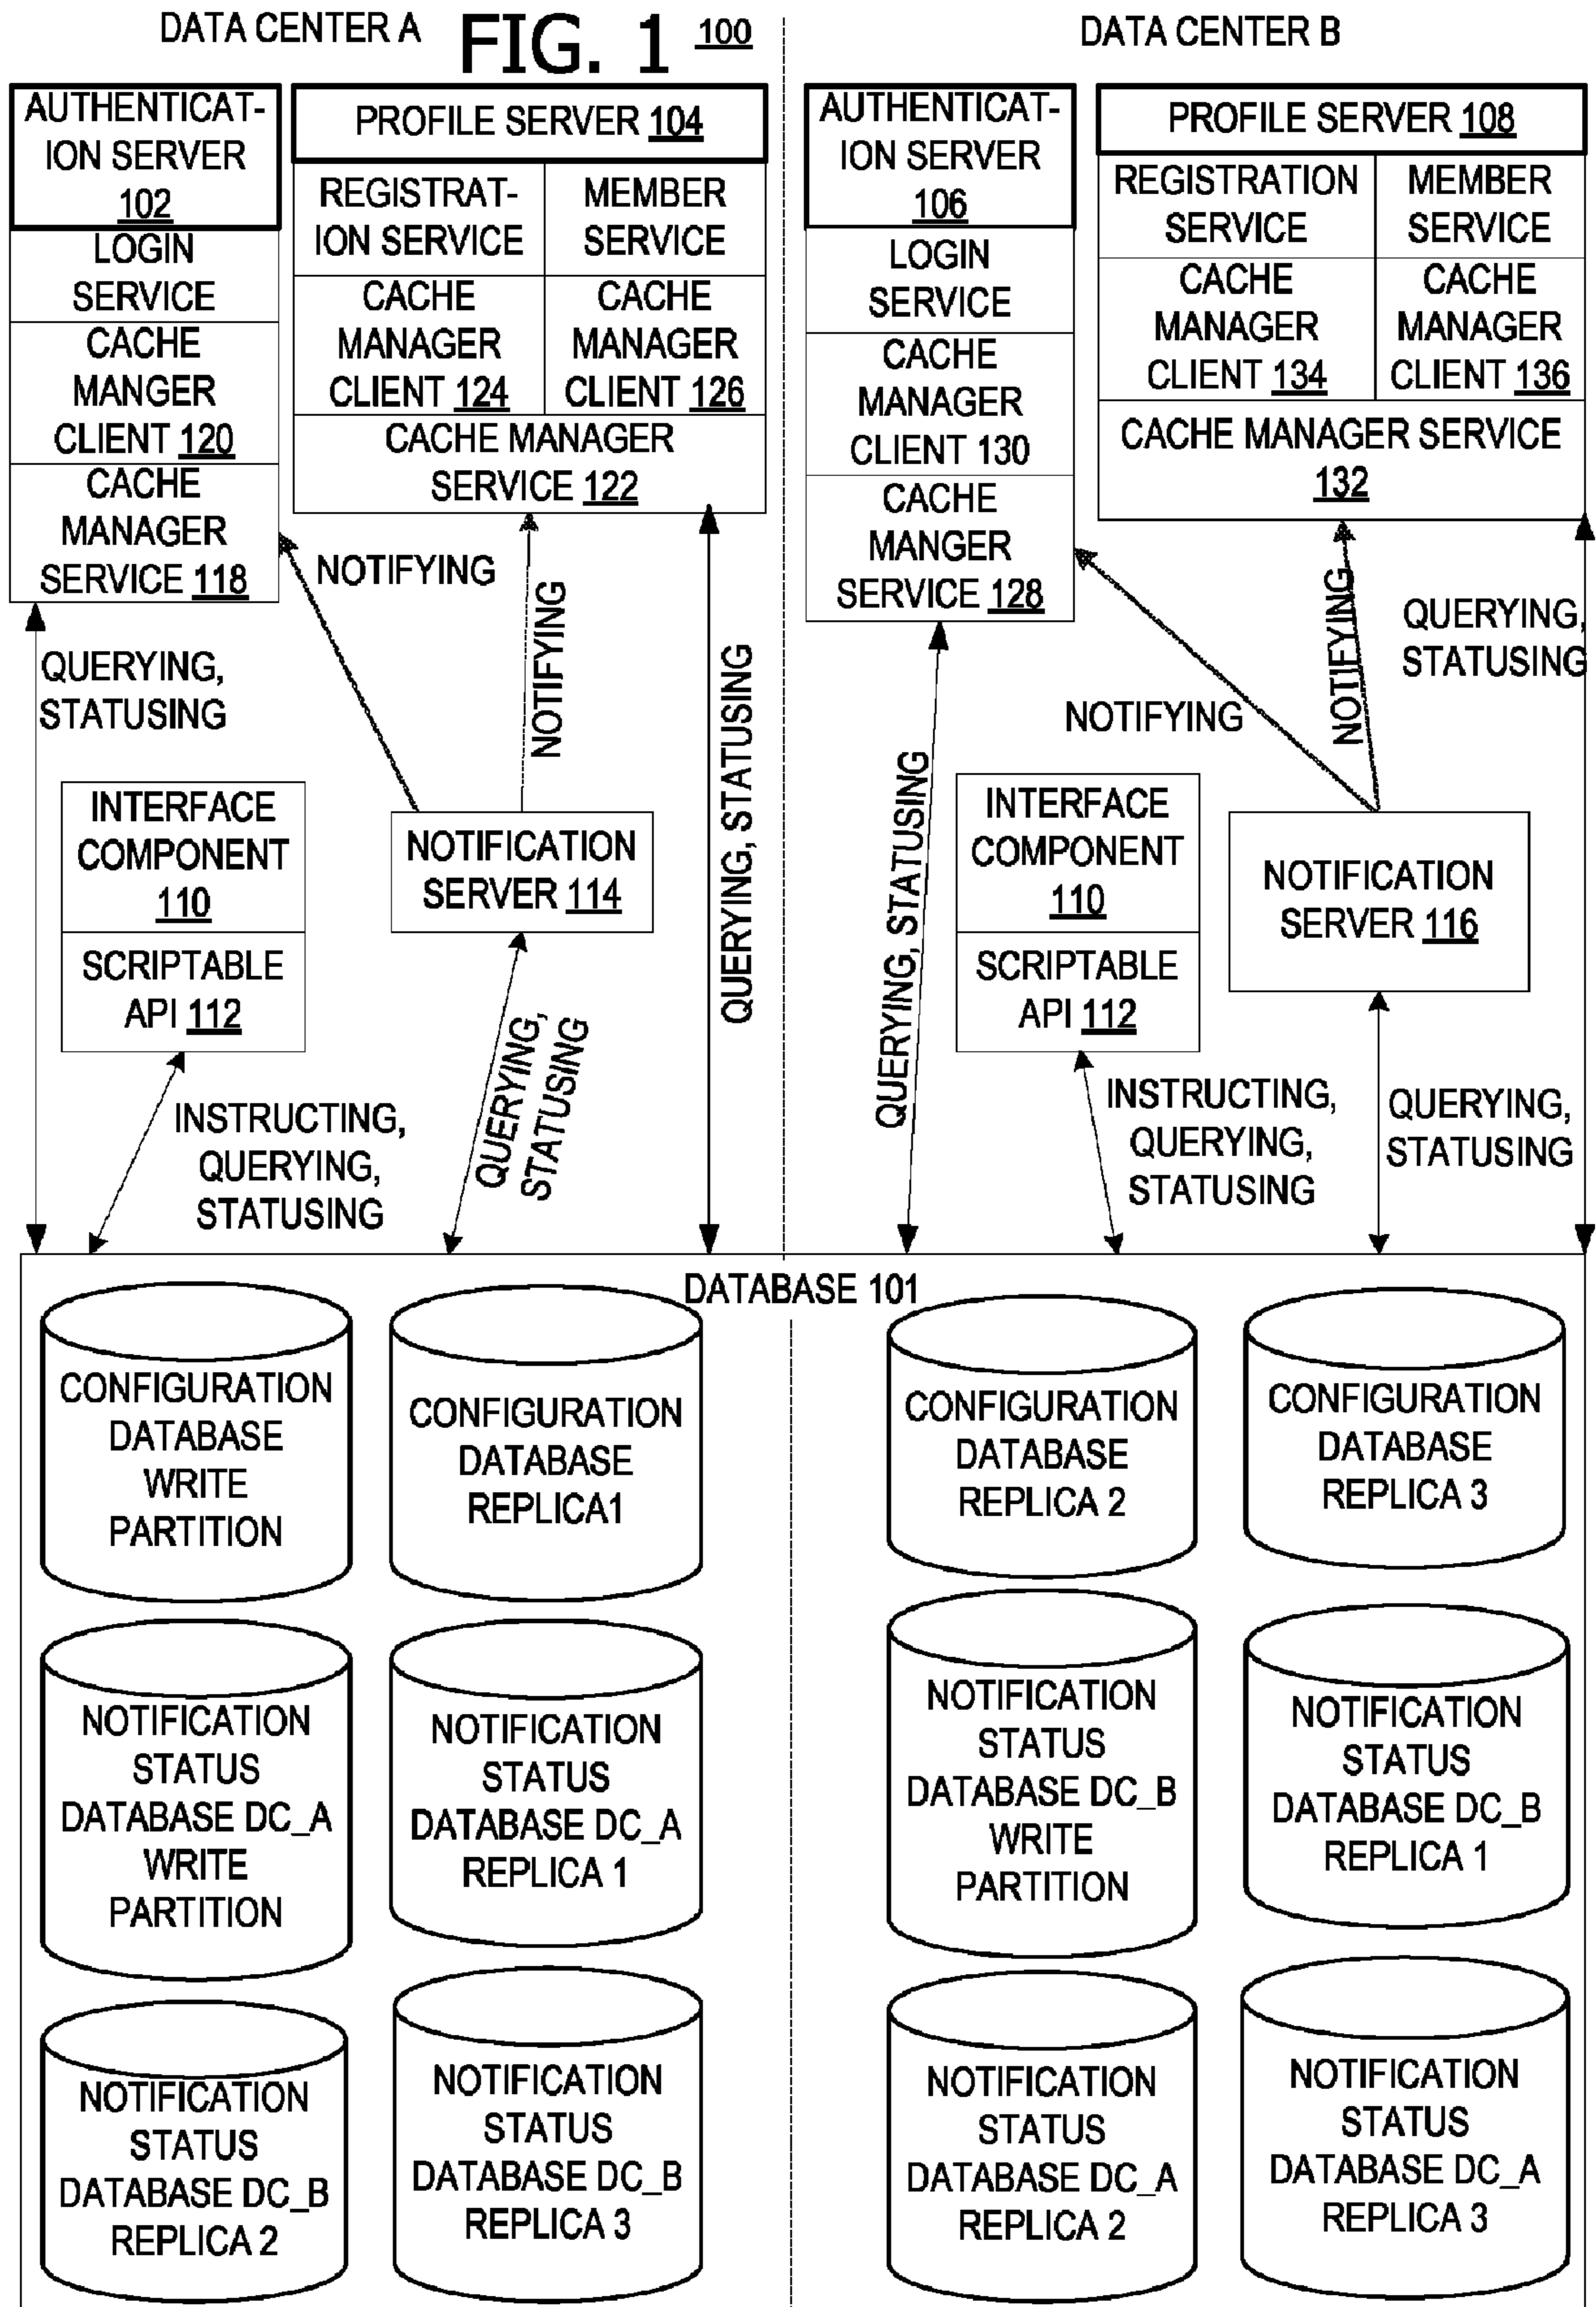 DATA CENTER A
FIG. 1
100
DATA CENTER B
AUTHENTICAT-
ION SERVER
102
LOGIN
SERVICE
CACHE
MANGER
CLIENT 120
CACHE
MANAGER
SERVICE 118
PROFILE SERVER 104
REGISTRAT-
ION SERVICE
MEMBER
SERVICE
CACHE
MANAGER
CLIENT 124
CACHE
MANAGER
CLIENT 126
CACHE MANAGER
SERVICE 122
AUTHENTICAT-
ION SERVER
106
LOGIN
SERVICE
CACHE
MANAGER
CLIENT 130
CACHE
MANGER
SERVICE 128
PROFILE SERVER 108
REGISTRATION
SERVICE
MEMBER
SERVICE
CACHE
MANAGER
CLIENT 134
CACHE
MANAGER
CLIENT 136
CACHE MANAGER SERVICE
132
NOTIFYING
NOTIFYING
QUERYING,
STATUSING
QUERYING, STATUSING
INTERFACE
COMPONENT
110
SCRIPTABLE
API 112
NOTIFICATION
SERVER 114
INSTRUCTING,
QUERYING,
STATUSING
QUERYING,
STATUSING
NOTIFYING
NOTIFYING
QUERYING,
STATUSING
QUERYING, STATUSING
INTERFACE
COMPONENT
110
SCRIPTABLE
API 112
NOTIFICATION
SERVER 116
INSTRUCTING,
QUERYING,
STATUSING
QUERYING,
STATUSING
DATABASE 101
CONFIGURATION
DATABASE
WRITE
PARTITION
CONFIGURATION
DATABASE
REPLICA1
CONFIGURATION
DATABASE
REPLICA 2
CONFIGURATION
DATABASE
REPLICA 3
NOTIFICATION
STATUS
DATABASE DC_A
WRITE
PARTITION
NOTIFICATION
STATUS
DATABASE DC_A
REPLICA 1
NOTIFICATION
STATUS
DATABASE DC_B
WRITE
PARTITION
NOTIFICATION
STATUS
DATABASE DC_B
REPLICA 1
NOTIFICATION
STATUS
DATABASE DC_B
REPLICA 2
NOTIFICATION
STATUS
DATABASE DC_B
REPLICA 3
NOTIFICATION
STATUS
DATABASE DC_A
REPLICA 2
NOTIFICATION
STATUS
DATABASE DC_A
REPLICA 3